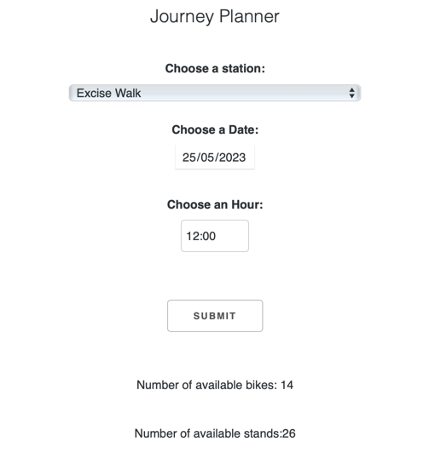 Journey Planner
Choose a station:
Excise Walk
Choose a Date:
25/05/2023
Choose an Hour:
12:00
SUBMIT
Number of available bikes: 14
Number of available stands:26